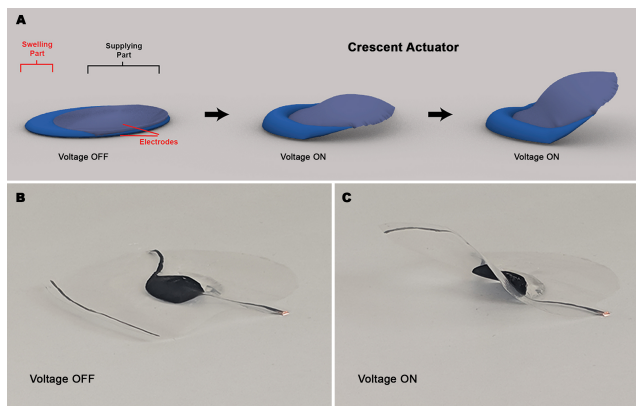 A
Swelling
Part
Supplying
Part
Crescent Actuator
Electrodes
Voltage OFF
Voltage ON
Voltage ON
B
C
Voltage OFF
Voltage ON